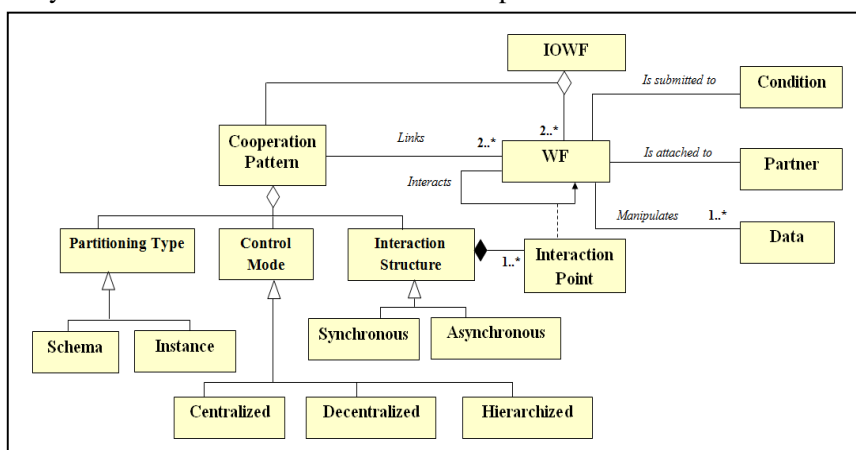 IOWF
Is submitted to
Condition
Cooperation
Pattern
Links
2..*
2..*
WF
Is attached to
Partner
Interacts
Manipulates
1..*
Data
Partitioning Type
Control
Mode
Interaction
Structure
1..*
Interaction
Point
Schema
Instance
Synchronous
Asynchronous
Centralized
Decentralized
Hierarchized